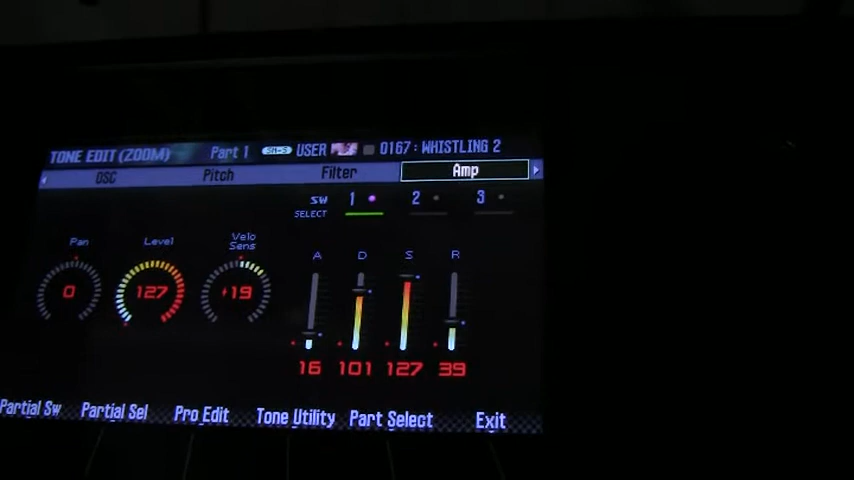 TONE EDIT (ZOOM) Part 1 SN-S USER 0167: WHISTLING 2
OSC Pitch Filter Amp
SW 1 2 3
SELECT
Pan Level Velo Sens A D S R
0 127 +19
16 101 127 39
Partial Sw Partial Sel Pro Edit Tone Utility Part Select Exit